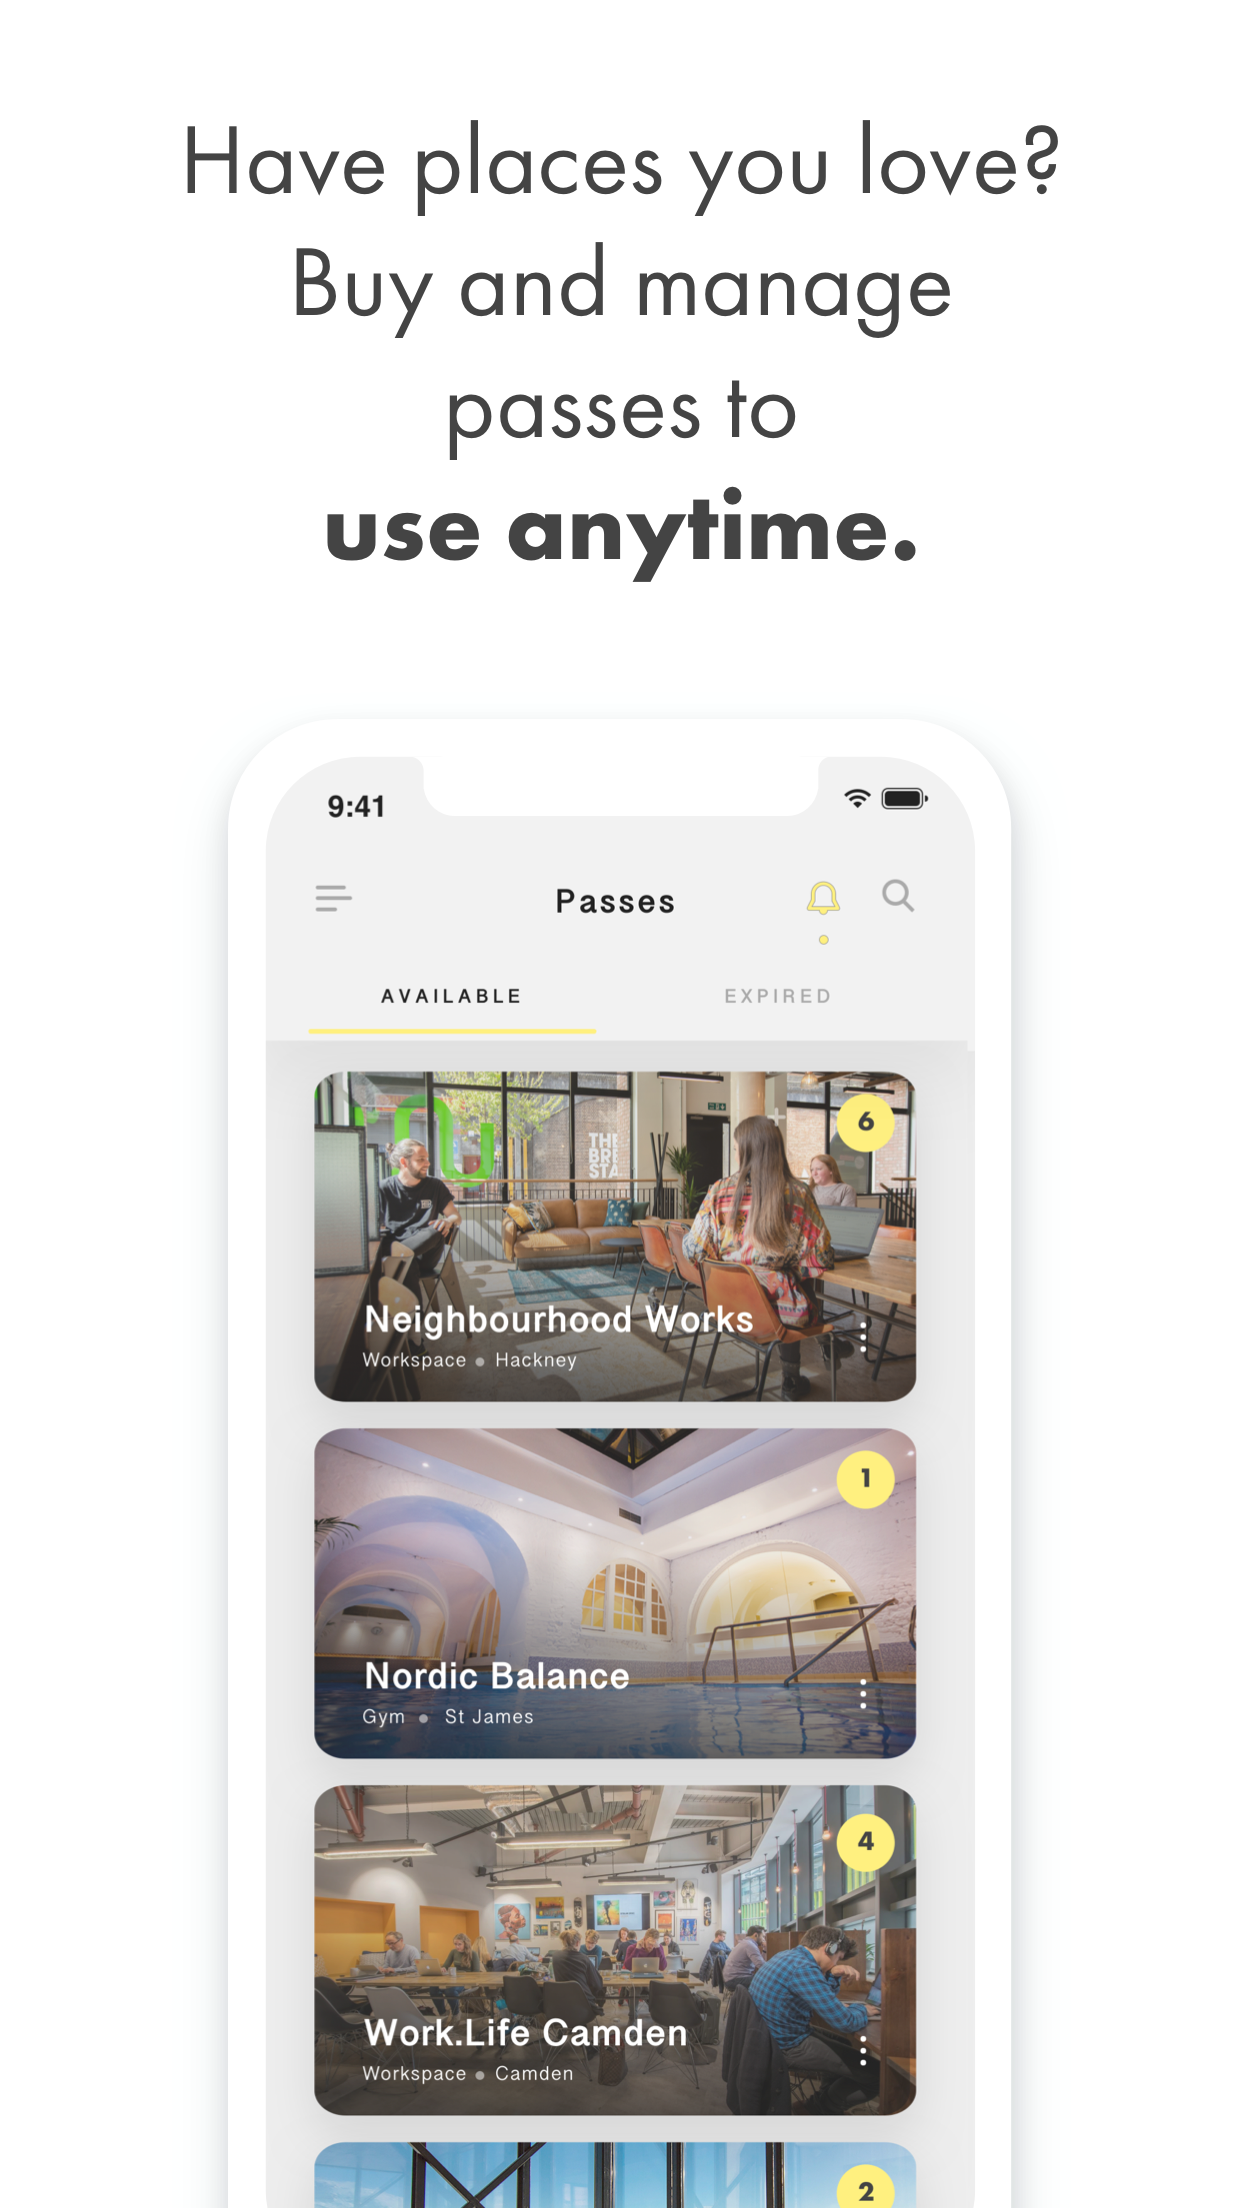 Have places you love?
Buy and manage
passes to
use anytime.
9:41
Passes
AVAILABLE
EXPIRED
6
THE
BRE
STA
Neighbourhood Works
Workspace • Hackney
1
Nordic Balance
Gym • St James
4
Work.Life Camden
Workspace • Camden
2